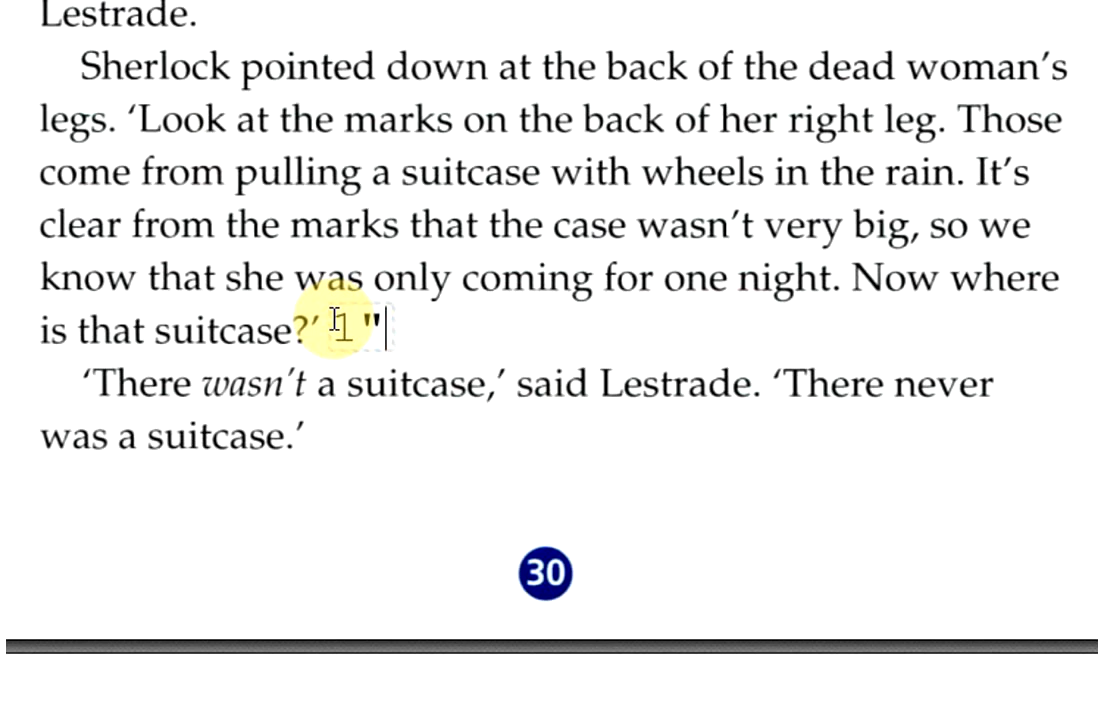 Lestrade.
Sherlock pointed down at the back of the dead woman’s
legs. ‘Look at the marks on the back of her right leg. Those
come from pulling a suitcase with wheels in the rain. It’s
clear from the marks that the case wasn’t very big, so we
know that she was only coming for one night. Now where
is that suitcase?’ 1 "
‘There wasn’t a suitcase,’ said Lestrade. ‘There never
was a suitcase.’
30